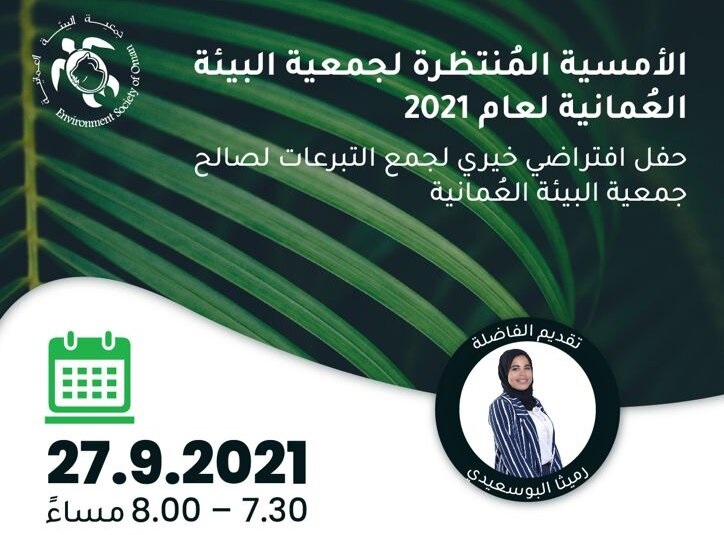 جمعية البيئة العمانية
Environment Society of Oman
الأمسية المُنتظرة لجمعية البيئة
العُمانية لعام 2021
حفل افتراضي خيري لجمع التبرعات لصالح
جمعية البيئة العُمانية
تقديم الفاضلة
رميثا البوسعيدي
27.9.2021
7.30 – 8.00 مساءً